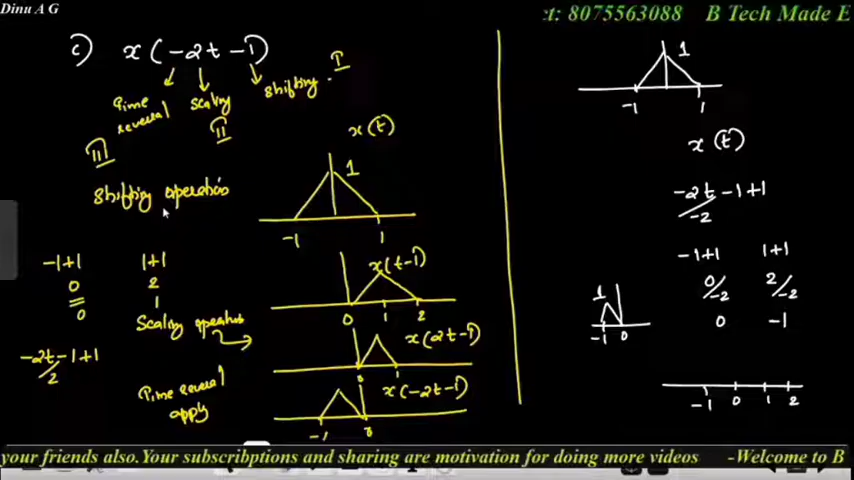 Dinu A G
ct: 8075563088 B Tech Made E
c) x(-2t-1)
Time reversal
III
scaling
II
shifting.
I
Shifting operation
x(t)
1
-1 1
-1+1 1+1
0 2
0 1
x(t-1)
0 1 2
Scaling operation
x(2t-1)
0 1
-2t-1+1
2
Time reversal
apply
x(-2t-1)
-1 0
1
-1 1
x(t)
-2t-1+1
-2
-1+1 1+1
0/-2 2/-2
0 -1
1
-1 0
-1 0 1 2
your friends also.Your subscribptions and sharing are motivation for doing more videos -Welcome to B